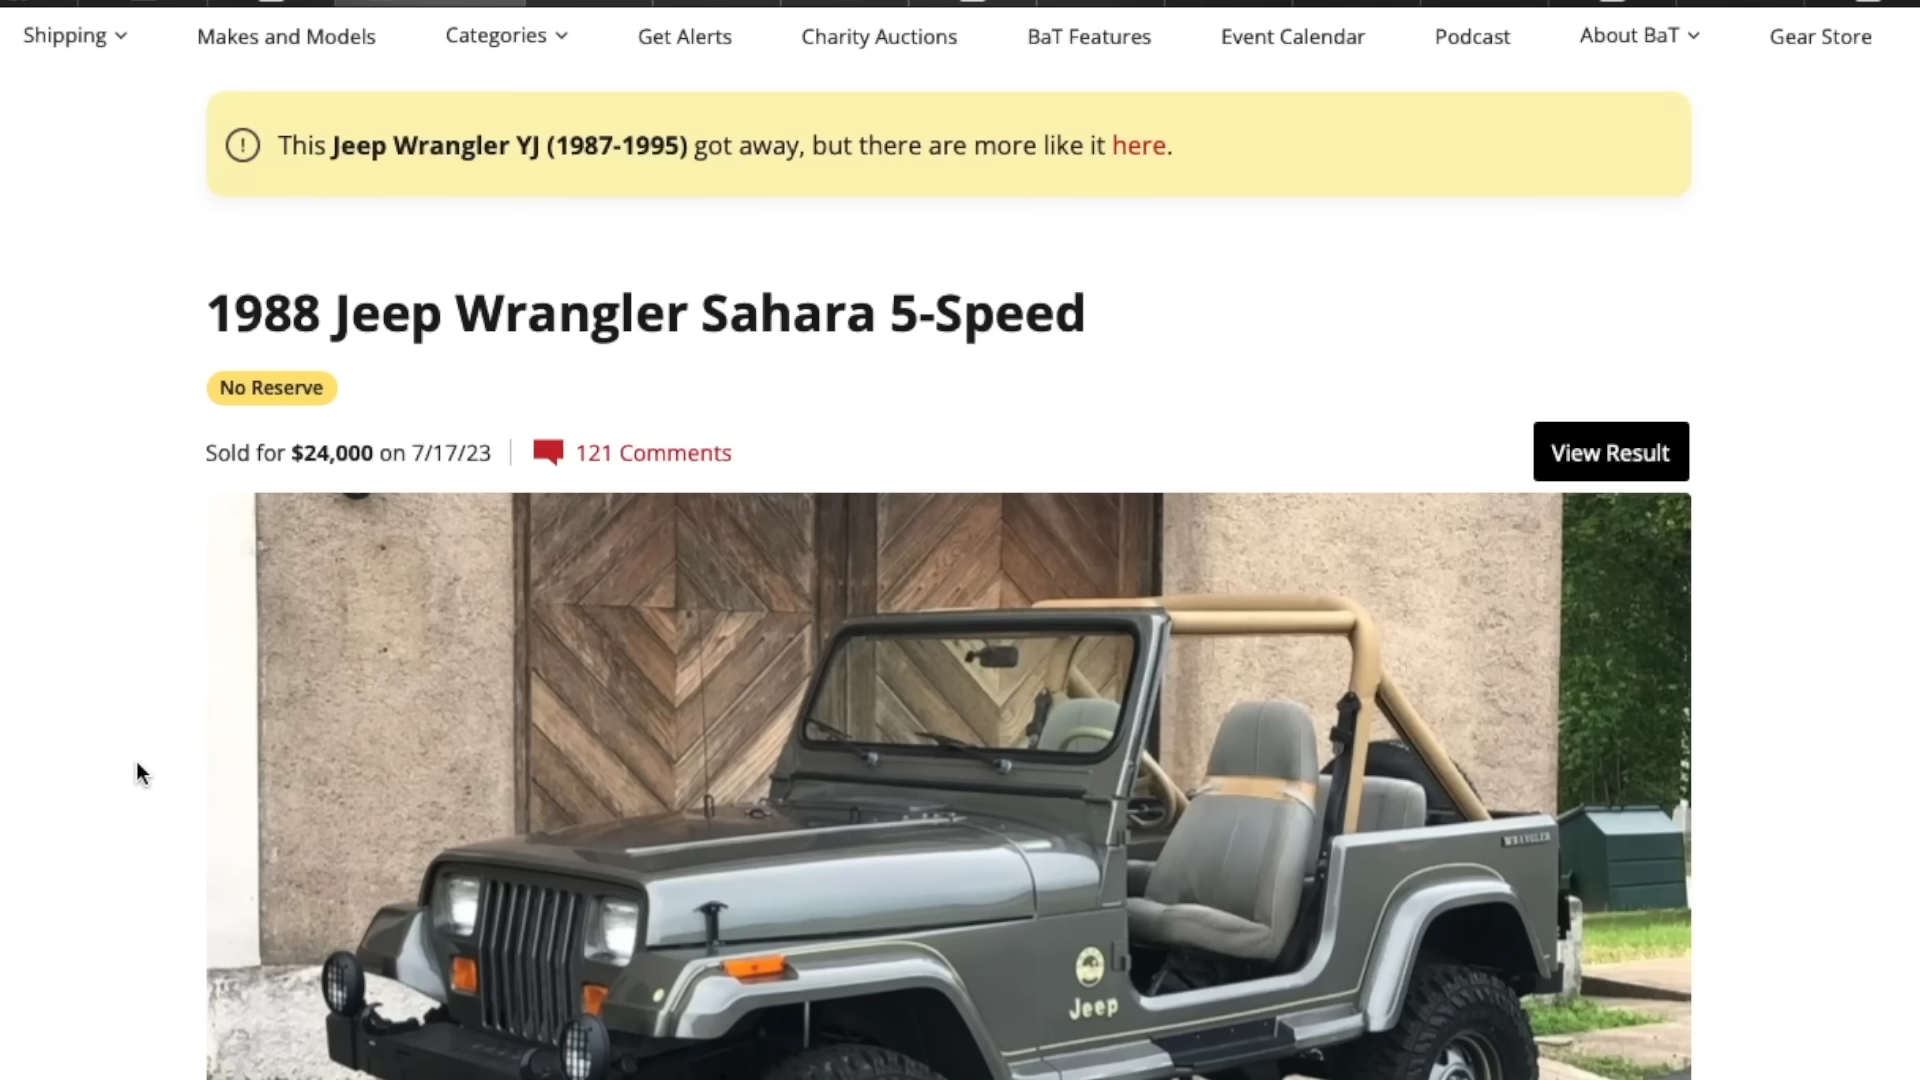 Shipping Makes and Models Categories Get Alerts Charity Auctions BaT Features Event Calendar Podcast About BaT Gear Store
This Jeep Wrangler YJ (1987-1995) got away, but there are more like it here.
1988 Jeep Wrangler Sahara 5-Speed
No Reserve
Sold for $24,000 on 7/17/23 121 Comments View Result
WRANGLER
Jeep